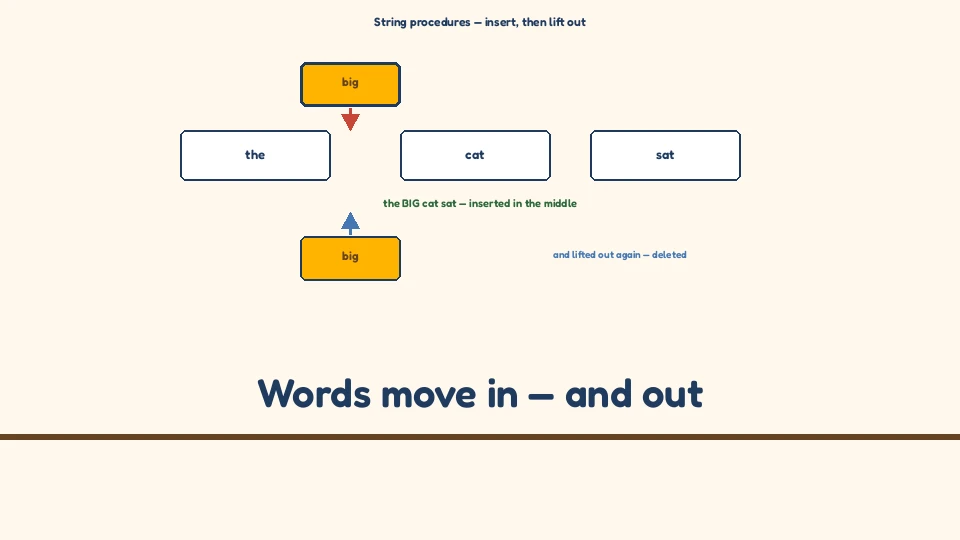 String procedures — insert, then lift out
big
the cat sat
the BIG cat sat — inserted in the middle
big
and lifted out again — deleted
Words move in — and out